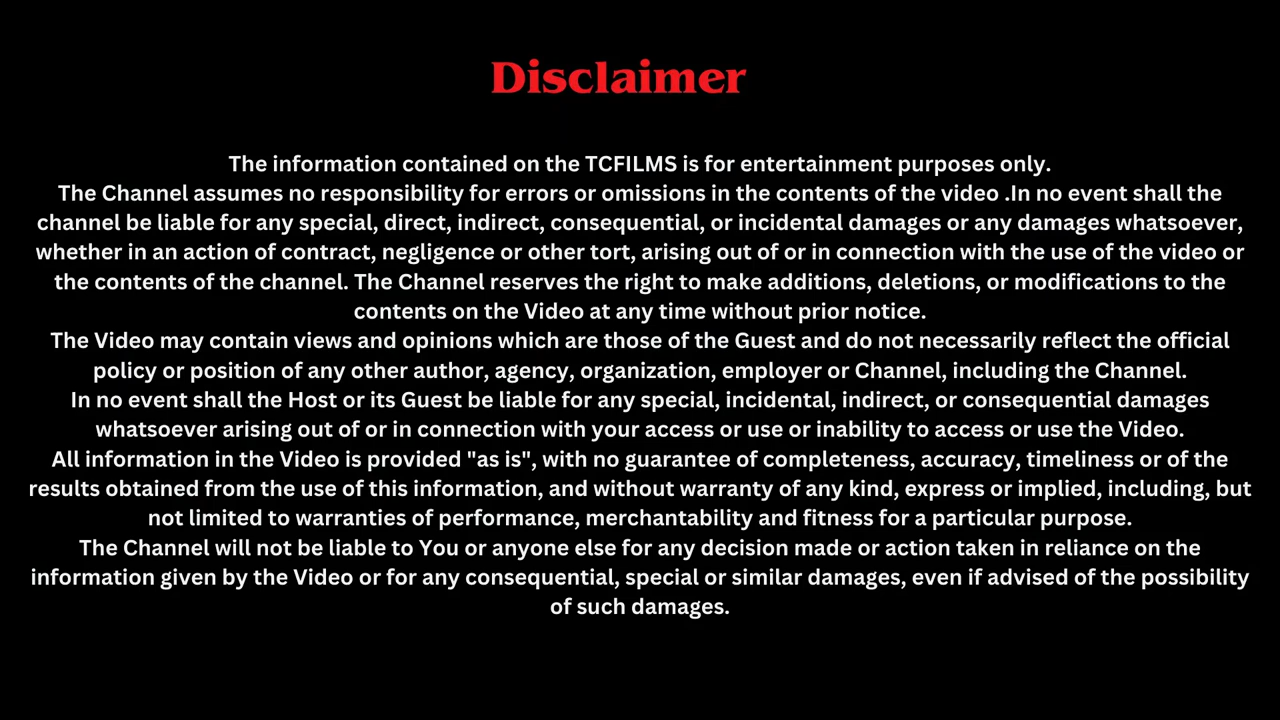 Disclaimer
The information contained on the TCFILMS is for entertainment purposes only.
The Channel assumes no responsibility for errors or omissions in the contents of the video .In no event shall the
channel be liable for any special, direct, indirect, consequential, or incidental damages or any damages whatsoever,
whether in an action of contract, negligence or other tort, arising out of or in connection with the use of the video or
the contents of the channel. The Channel reserves the right to make additions, deletions, or modifications to the
contents on the Video at any time without prior notice.
The Video may contain views and opinions which are those of the Guest and do not necessarily reflect the official
policy or position of any other author, agency, organization, employer or Channel, including the Channel.
In no event shall the Host or its Guest be liable for any special, incidental, indirect, or consequential damages
whatsoever arising out of or in connection with your access or use or inability to access or use the Video.
All information in the Video is provided "as is", with no guarantee of completeness, accuracy, timeliness or of the
results obtained from the use of this information, and without warranty of any kind, express or implied, including, but
not limited to warranties of performance, merchantability and fitness for a particular purpose.
The Channel will not be liable to You or anyone else for any decision made or action taken in reliance on the
information given by the Video or for any consequential, special or similar damages, even if advised of the possibility
of such damages.